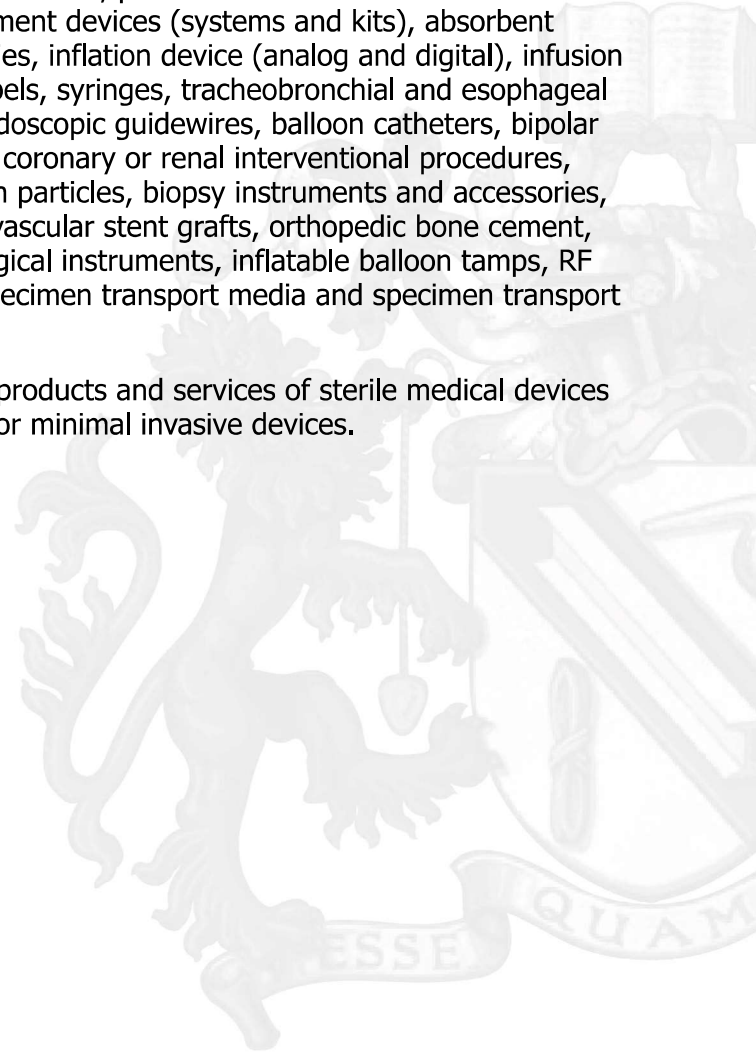 ment devices (systems and kits), absorbent
es, inflation device (analog and digital), infusion
els, syringes, tracheobronchial and esophageal
doscopic guidewires, balloon catheters, bipolar
coronary or renal interventional procedures,
n particles, biopsy instruments and accessories,
vascular stent grafts, orthopedic bone cement,
gical instruments, inflatable balloon tamps, RF
pecimen transport media and specimen transport
products and services of sterile medical devices
or minimal invasive devices.
ESSE QUAM